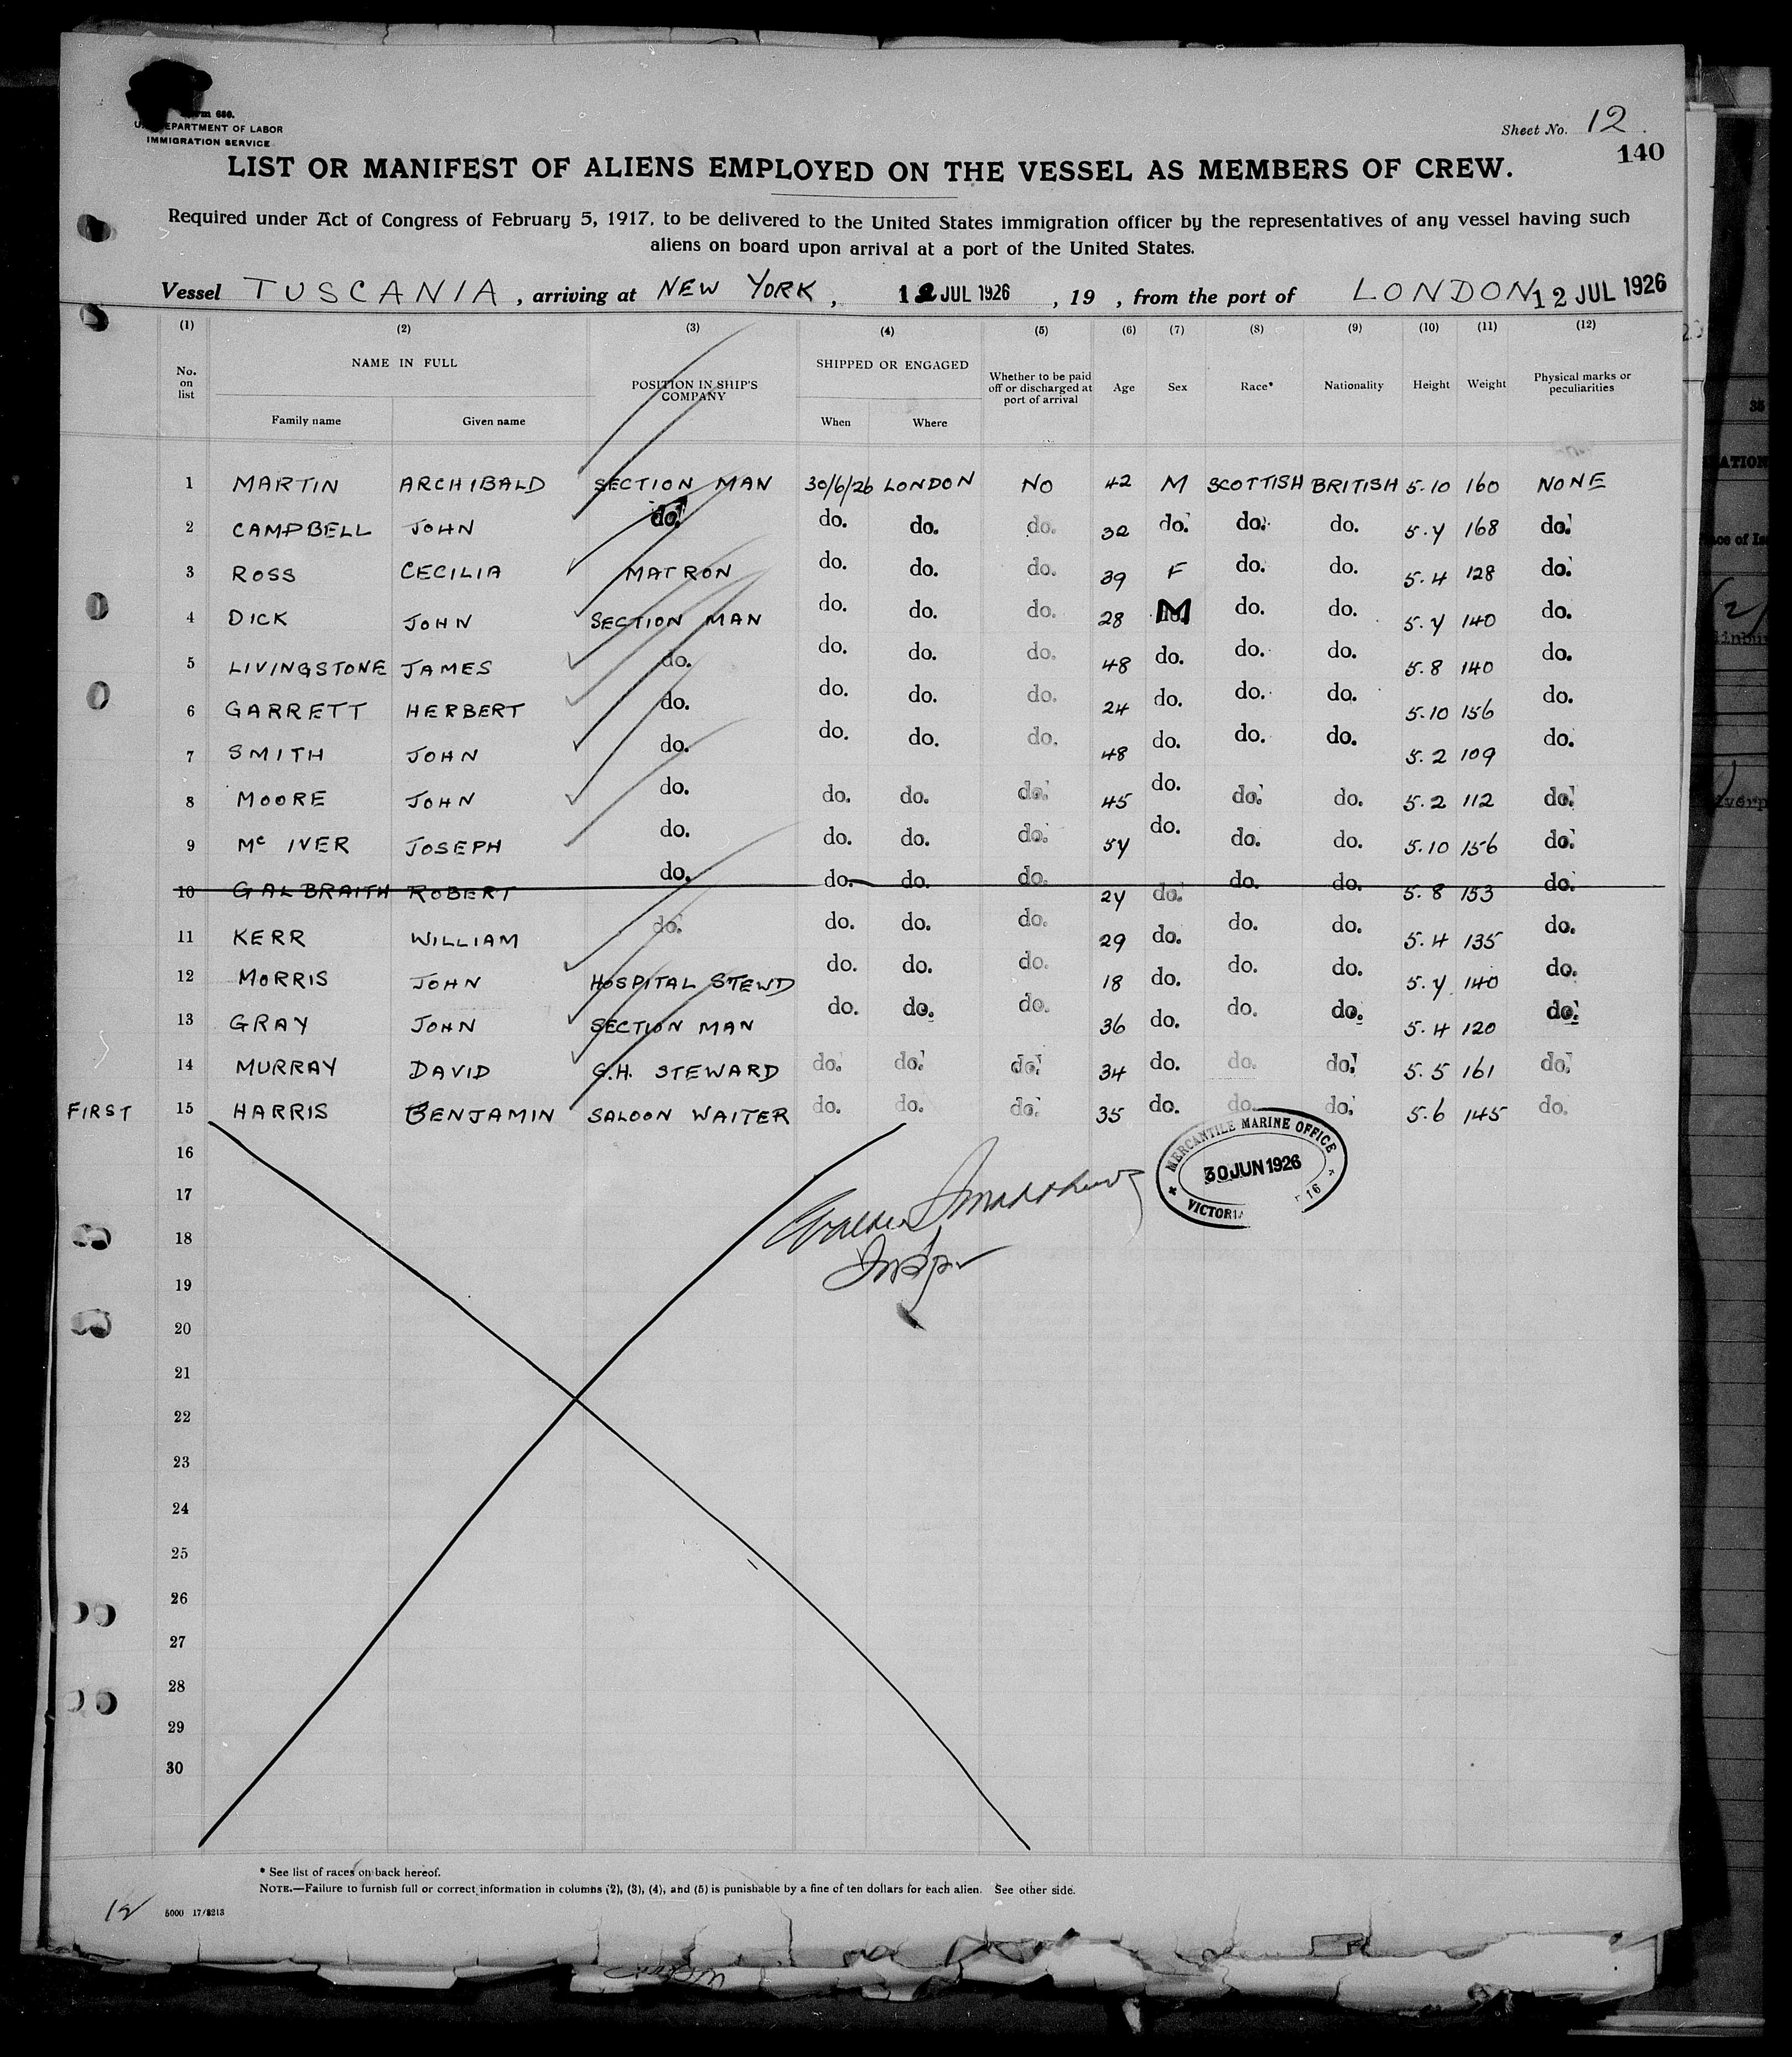 Form 680.
U.S. DEPARTMENT OF LABOR
IMMIGRATION SERVICE
Sheet No. 12.
140
LIST OR MANIFEST OF ALIENS EMPLOYED ON THE VESSEL AS MEMBERS OF CREW.
Required under Act of Congress of February 5, 1917, to be delivered to the United States immigration officer by the representatives of any vessel having such
aliens on board upon arrival at a port of the United States.
Vessel TUSCANIA, arriving at NEW YORK, 12 JUL 1926, 19 , from the port of LONDON 12 JUL 1926
(1) (2) (3) (4) (5) (6) (7) (8) (9) (10) (11) (12)
No. on list NAME IN FULL Family name Given name POSITION IN SHIP'S COMPANY SHIPPED OR ENGAGED When Where Whether to be paid off or discharged at port of arrival Age Sex Race* Nationality Height Weight Physical marks or peculiarities
1 MARTIN ARCHIBALD SECTION MAN 30/6/26 LONDON NO 42 M SCOTTISH BRITISH 5.10 160 NONE
2 CAMPBELL JOHN do. do. do. do. 32 do. do. do. 5.7 168 do.
3 ROSS CECILIA MATRON do. do. do. 39 F do. do. 5.4 128 do.
4 DICK JOHN SECTION MAN do. do. do. 28 M do. do. 5.7 140 do.
5 LIVINGSTONE JAMES do. do. do. do. 48 do. do. do. 5.8 140 do.
6 GARRETT HERBERT do. do. do. do. 24 do. do. do. 5.10 156 do.
7 SMITH JOHN do. do. do. do. 48 do. do. do. 5.2 109 do.
8 MOORE JOHN do. do. do. do. 45 do. do. do. 5.2 112 do.
9 Mc IVER JOSEPH do. do. do. do. 57 do. do. do. 5.10 156 do.
10 GALBRAITH ROBERT do. do. do. do. 27 do. do. do. 5.8 153 do.
11 KERR WILLIAM do. do. do. do. 29 do. do. do. 5.4 135 do.
12 MORRIS JOHN HOSPITAL STEWD do. do. do. 18 do. do. do. 5.7 140 do.
13 GRAY JOHN SECTION MAN do. do. do. 36 do. do. do. 5.4 120 do.
14 MURRAY DAVID G.H. STEWARD do. do. do. 34 do. do. do. 5.5 161 do.
FIRST 15 HARRIS BENJAMIN SALOON WAITER do. do. do. 35 do. do. do. 5.6 145 do.
MERCANTILE MARINE OFFICE
30 JUN 1926
VICTORIA 16
16
17
18
Inspr
19
20
21
22
23
24
25
26
27
28
29
30
* See list of races on back hereof.
NOTE.—Failure to furnish full or correct information in columns (2), (3), (4), and (5) is punishable by a fine of ten dollars for each alien. See other side.
12 5000 17/8213